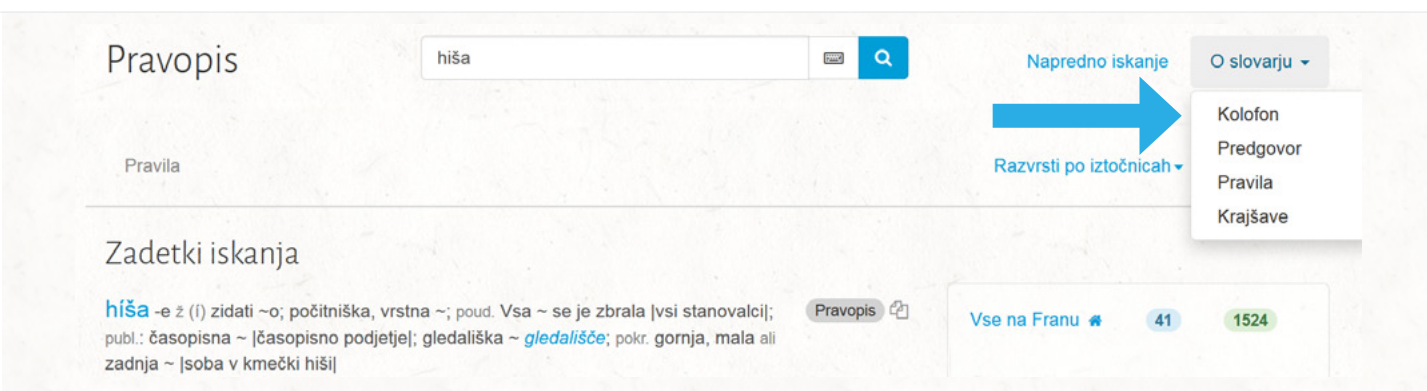 Pravopis
hiša
Napredno iskanje
O slovarju
Kolofon
Predgovor
Pravila
Krajšave
Pravila
Razvrsti po iztočnicah
Zadetki iskanja
híša -e ž (í) zidati ~o; počitniška, vrstna ~; poud. Vsa ~ se je zbrala |vsi stanovalci|;
publ.: časopisna ~ |časopisno podjetje|; gledališka ~ gledališče; pokr. gornja, mala ali
zadnja ~ |soba v kmečki hiši|
Pravopis
Vse na Franu 41 1524